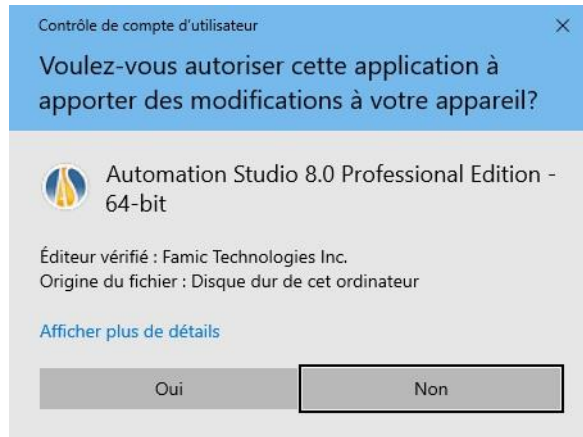 Contrôle de compte d'utilisateur
Voulez-vous autoriser cette application à
apporter des modifications à votre appareil?
Automation Studio 8.0 Professional Edition -
64-bit
Éditeur vérifié : Famic Technologies Inc.
Origine du fichier : Disque dur de cet ordinateur
Afficher plus de détails
Oui
Non